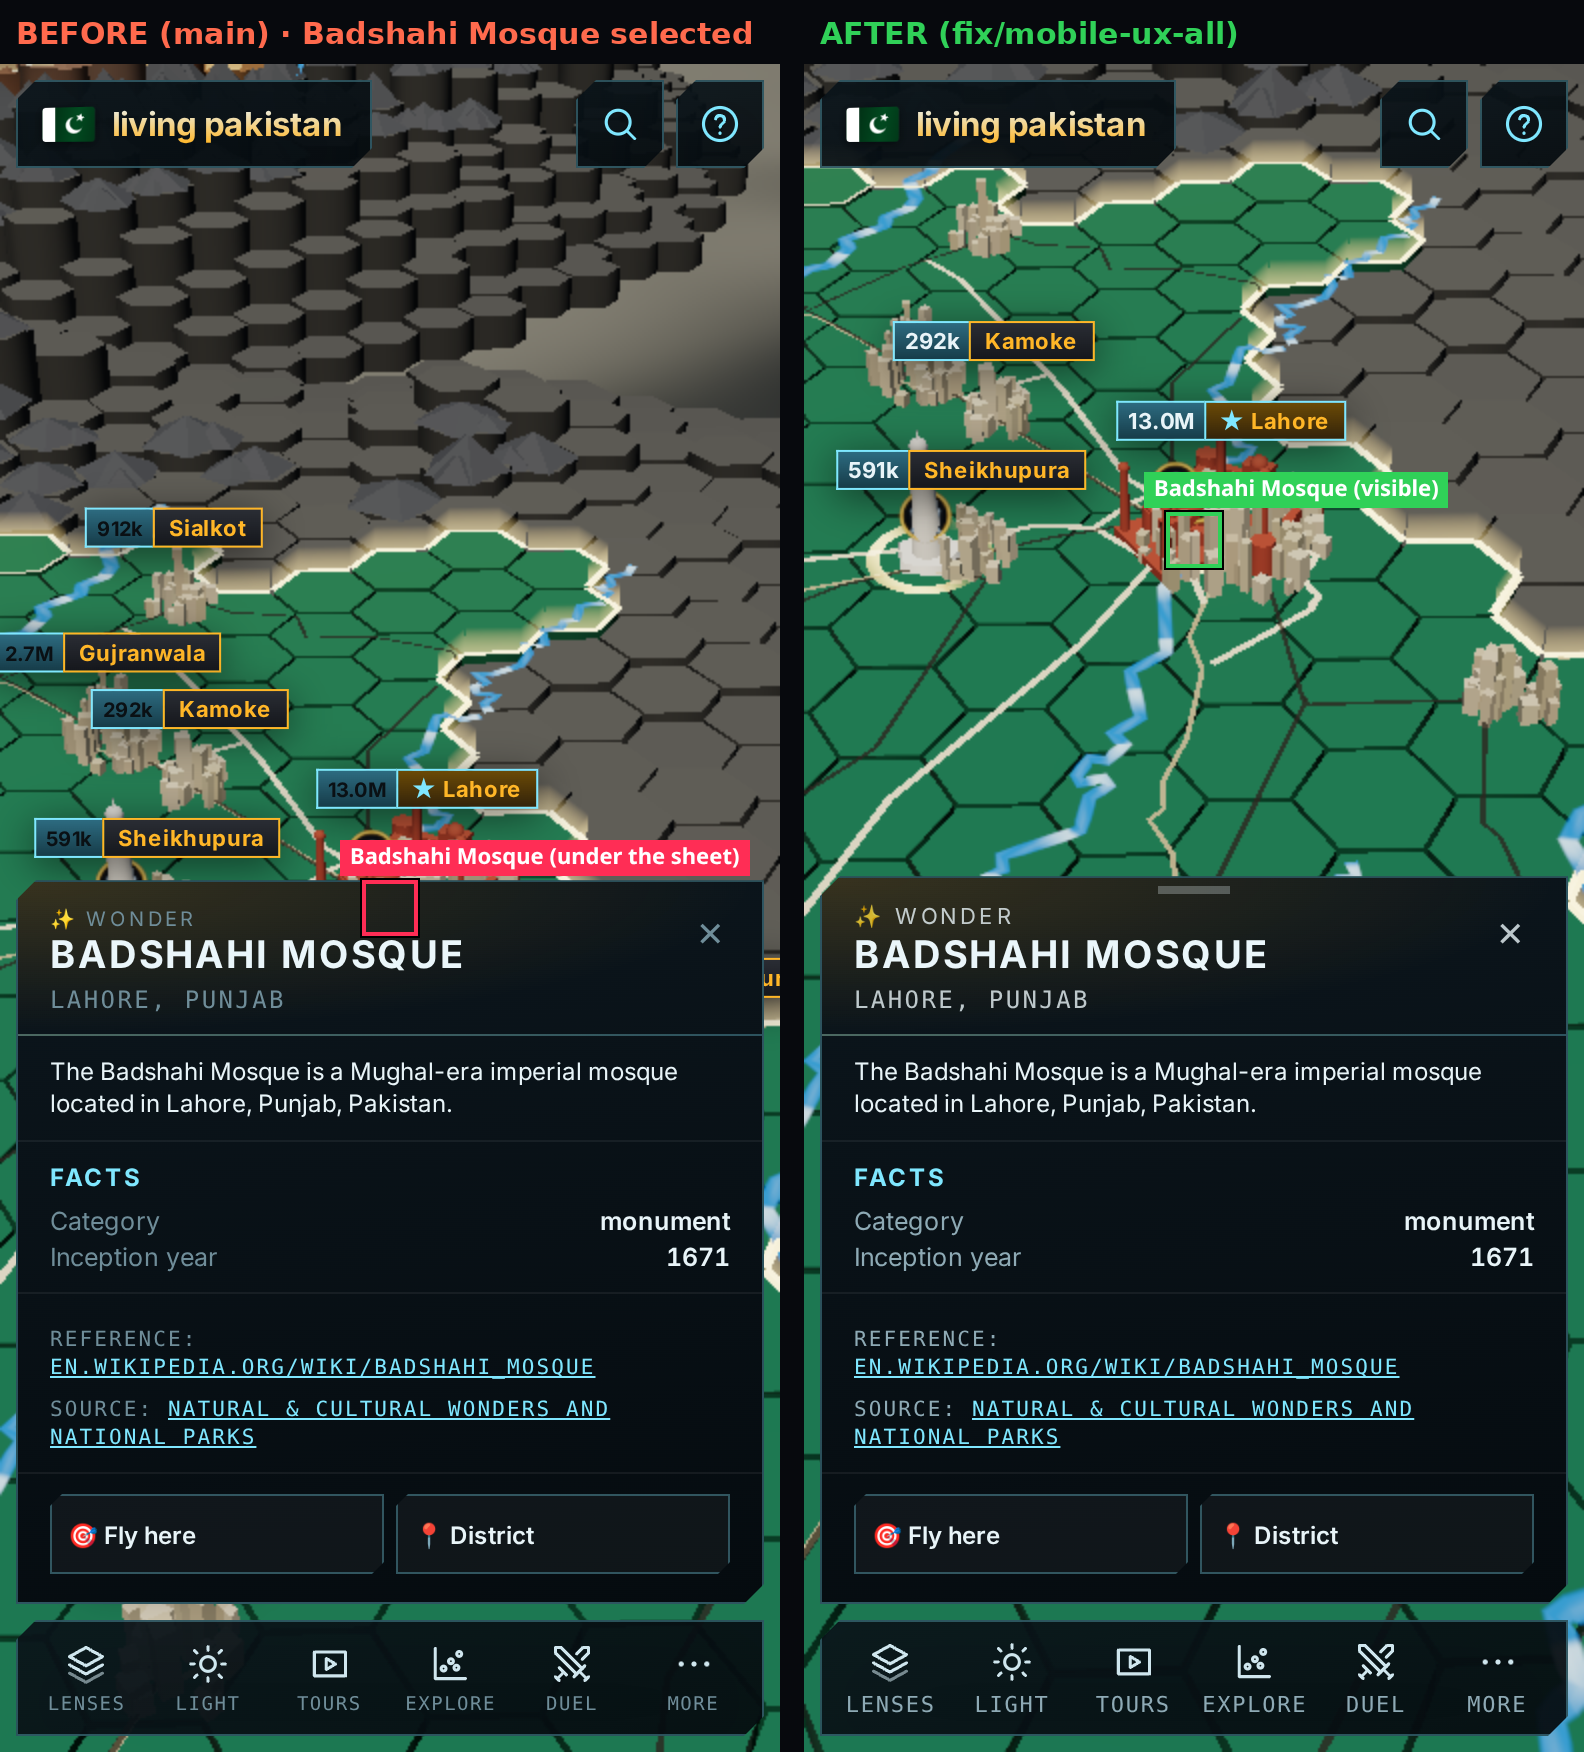 BEFORE (main) · Badshahi Mosque selected
living pakistan
912k Sialkot
2.7M Gujranwala
292k Kamoke
13.0M ★ Lahore
591k Sheikhupura
Badshahi Mosque (under the sheet)
✨ WONDER
BADSHAHI MOSQUE
LAHORE, PUNJAB
The Badshahi Mosque is a Mughal-era imperial mosque
located in Lahore, Punjab, Pakistan.
FACTS
Category monument
Inception year 1671
REFERENCE:
EN.WIKIPEDIA.ORG/WIKI/BADSHAHI_MOSQUE
SOURCE: NATURAL & CULTURAL WONDERS AND
NATIONAL PARKS
🎯 Fly here
📍 District
LENSES LIGHT TOURS EXPLORE DUEL MORE
AFTER (fix/mobile-ux-all)
living pakistan
292k Kamoke
13.0M ★ Lahore
591k Sheikhupura
Badshahi Mosque (visible)
✨ WONDER
BADSHAHI MOSQUE
LAHORE, PUNJAB
The Badshahi Mosque is a Mughal-era imperial mosque
located in Lahore, Punjab, Pakistan.
FACTS
Category monument
Inception year 1671
REFERENCE:
EN.WIKIPEDIA.ORG/WIKI/BADSHAHI_MOSQUE
SOURCE: NATURAL & CULTURAL WONDERS AND
NATIONAL PARKS
🎯 Fly here
📍 District
LENSES LIGHT TOURS EXPLORE DUEL MORE